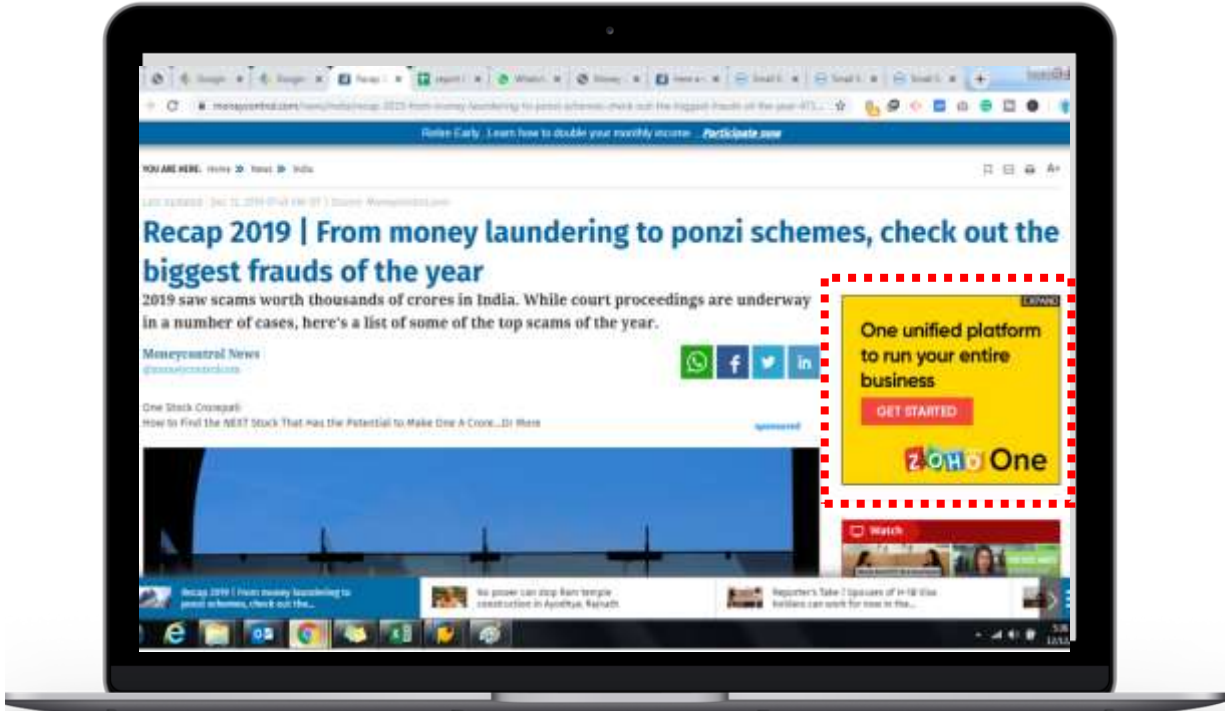 Retire Early. Learn how to double your monthly income Participate now
YOU ARE HERE: Home News India
A+
Recap 2019 | From money laundering to ponzi schemes, check out the
biggest frauds of the year
2019 saw scams worth thousands of crores in India. While court proceedings are underway
in a number of cases, here's a list of some of the top scams of the year.
Moneycontrol News
@moneycontrolcom
f
in
One Stock Crorepati
How to Find the NEXT Stock That Has the Potential to Make One A Crore...Or More
sponsored
EXPAND
One unified platform
to run your entire
business
GET STARTED
ZOHO One
Watch
Recap 2019 | From money laundering to
ponzi schemes, check out the...
No power can stop Ram temple
construction in Ayodhya, Rajnath
Reporter's Take | Spouses of H-1B Visa
holders can work for now in the...